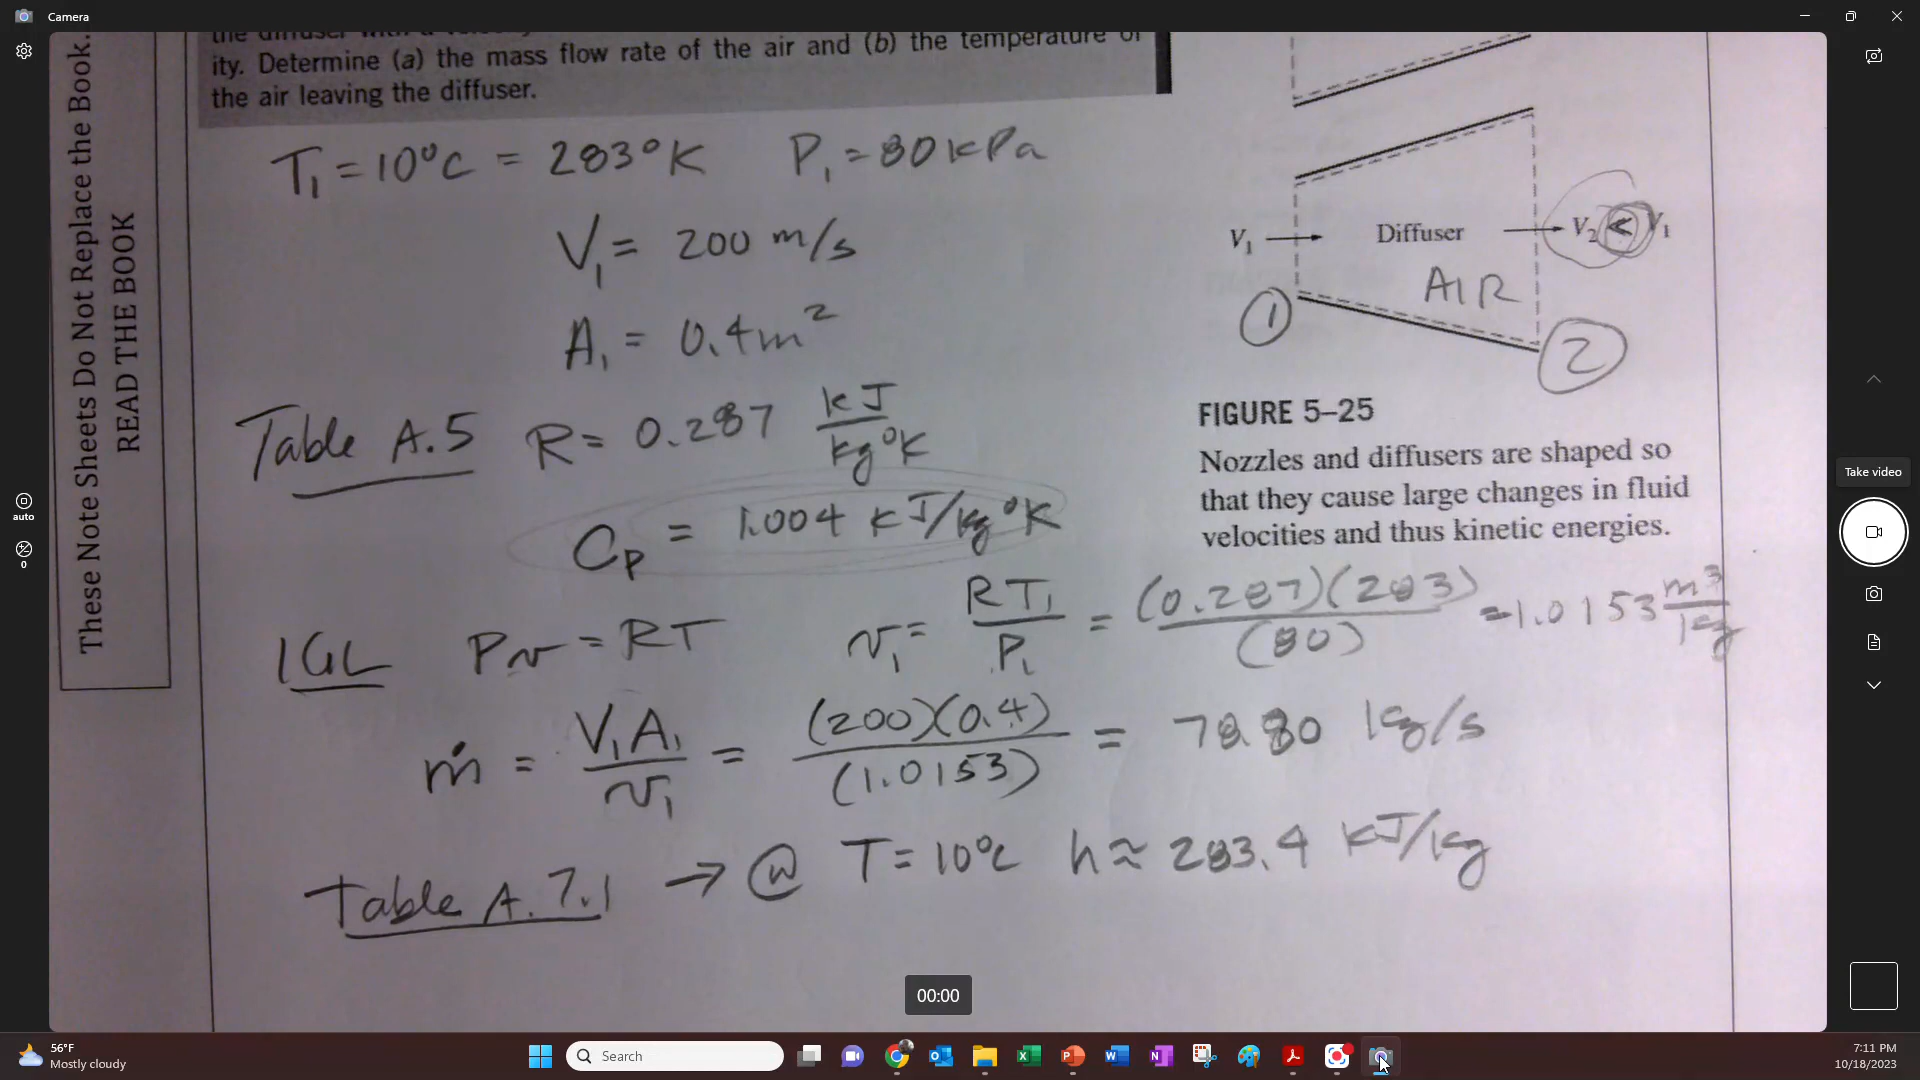 Camera
These Note Sheets Do Not Replace the Book.
READ THE BOOK
ity. Determine (a) the mass flow rate of the air and (b) the temperature of
the air leaving the diffuser.
T₁ = 10°C = 283°K P₁ = 80 kPa
V₁ = 200 m/s
A₁ = 0.4m²
Table A.5 R = 0.287 kJ/kg°K
Cp = 1.004 kJ/kg°K
IGL Pv = RT v₁ = RT₁/P₁ = (0.287)(283)/(80) = 1.0153 m³/kg
ṁ = V₁A₁/v₁ = (200)(0.4)/(1.0153) = 78.80 kg/s
Table A.7.1 → @ T = 10°C h ≈ 283.4 kJ/kg
V₁ Diffuser V₂ ≪ V₁
AIR
1
2
FIGURE 5–25
Nozzles and diffusers are shaped so
that they cause large changes in fluid
velocities and thus kinetic energies.
auto
0
Take video
00:00
56°F
Mostly cloudy
Search
7:11 PM
10/18/2023